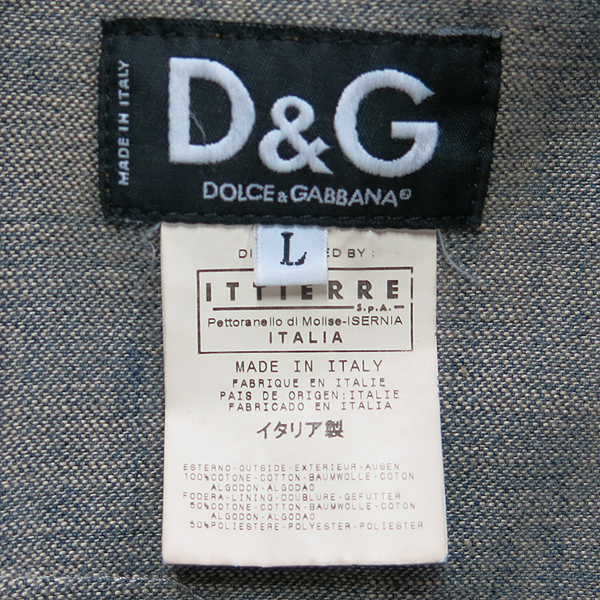 MADE IN ITALY
D&G
DOLCE & GABBANA®
L
BY :
ITTIERRE
S.p.A.
Pettoranello di Molise-ISERNIA
ITALIA
MADE IN ITALY
FABRIQUE EN ITALIE
PAIS DE ORIGEN:ITALIE
FABRICADO EN ITALIA
イタリア製
ESTERNO-OUTSIDE-EXTERIEUR-AUSEN
100%COTONE-COTTON-BAUMWOLLE-COTON
ALGODON-ALGODAO
FODERA-LINING-DOUBLURE-GEFUTTER
50%COTONE-COTTON-BAUMWOLLE-COTON
ALGODON-ALGODAO
50%POLIESTERE-POLYESTER-POLIESTER